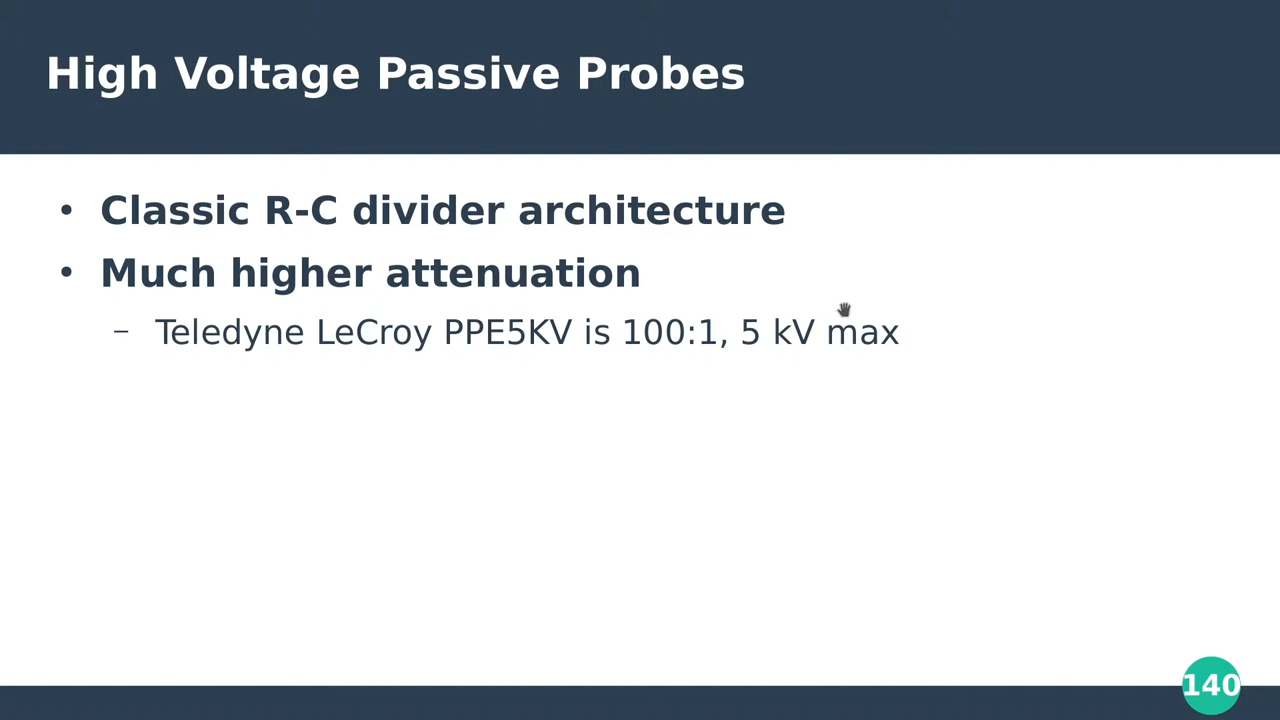 High Voltage Passive Probes
• Classic R-C divider architecture
• Much higher attenuation
– Teledyne LeCroy PPE5KV is 100:1, 5 kV max
140